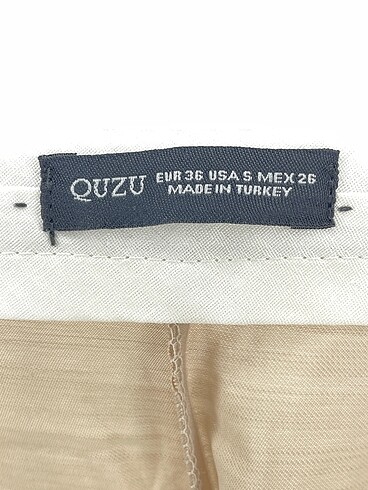 QUZU
EUR 36 USA S MEX 26
MADE IN TURKEY